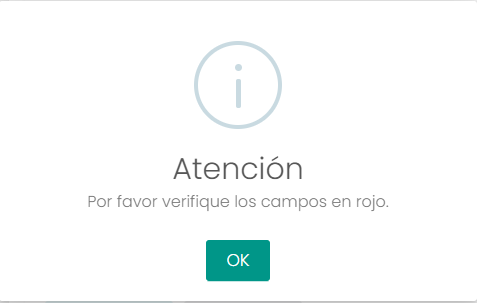 Atención
Por favor verifique los campos en rojo.
OK